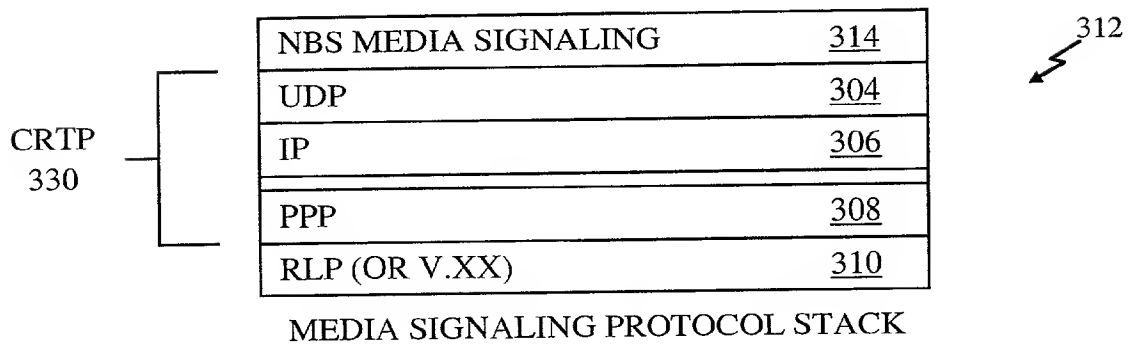 NBS MEDIA SIGNALING 314
312
UDP 304
CRTP
330
IP 306
PPP 308
RLP (OR V.XX) 310
MEDIA SIGNALING PROTOCOL STACK